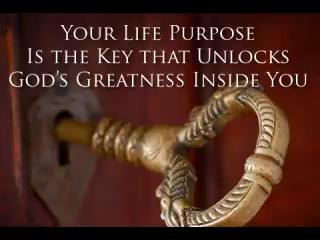 Your Life Purpose
Is the Key that Unlocks
God's Greatness Inside You